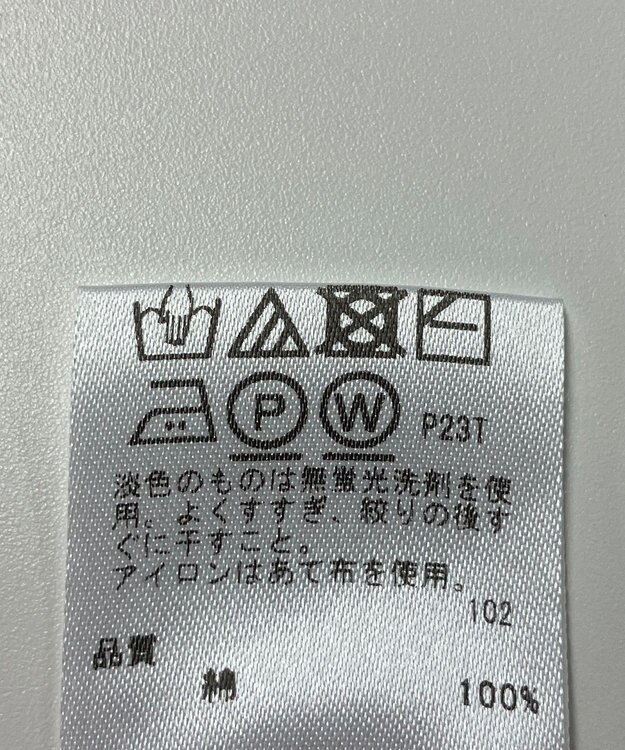 P W P23T
淡色のものは無蛍光洗剤を使
用。よくすすぎ、絞りの後す
ぐに干すこと。
アイロンはあて布を使用。
102
品質
綿 100%